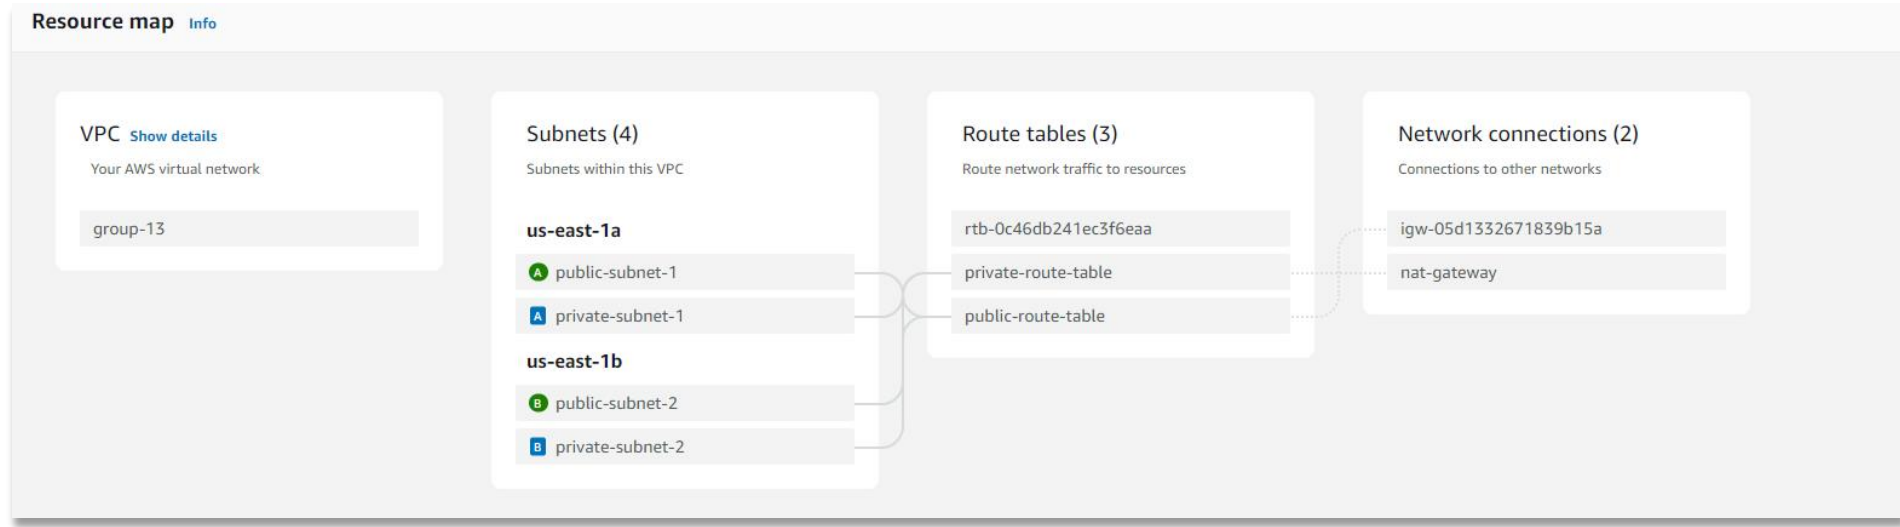 Resource map Info
VPC Show details
Your AWS virtual network
group-13
Subnets (4)
Subnets within this VPC
us-east-1a
A public-subnet-1
A private-subnet-1
us-east-1b
B public-subnet-2
B private-subnet-2
Route tables (3)
Route network traffic to resources
rtb-0c46db241ec3f6eaa
private-route-table
public-route-table
Network connections (2)
Connections to other networks
igw-05d1332671839b15a
nat-gateway